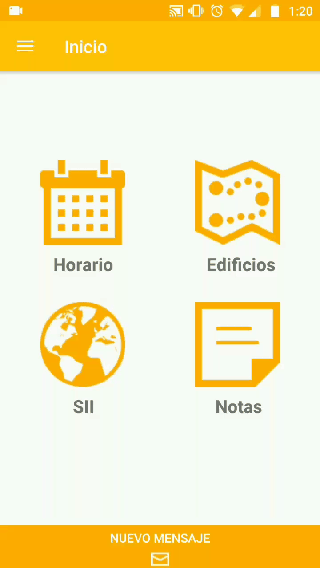 1:20
Inicio
Horario
Edificios
SII
Notas
NUEVO MENSAJE